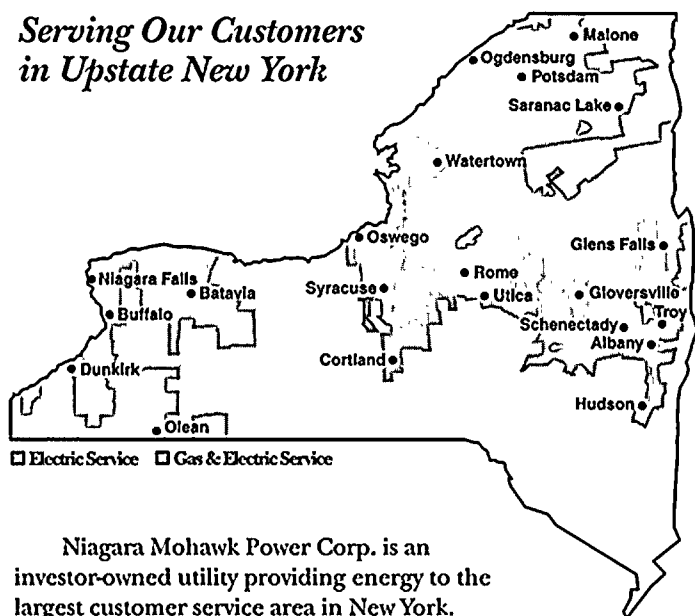 Serving Our Customers
in Upstate New York
Malone
Ogdensburg
Potsdam
Saranac Lake
Watertown
Oswego
Glens Falls
Niagara Falls
Batavia
Syracuse
Rome
Utica
Gloversville
Buffalo
Troy
Schenectady
Albany
Cortland
Dunkirk
Hudson
Olean
Electric Service Gas & Electric Service
Niagara Mohawk Power Corp. is an
investor-owned utility providing energy to the
largest customer service area in New York.